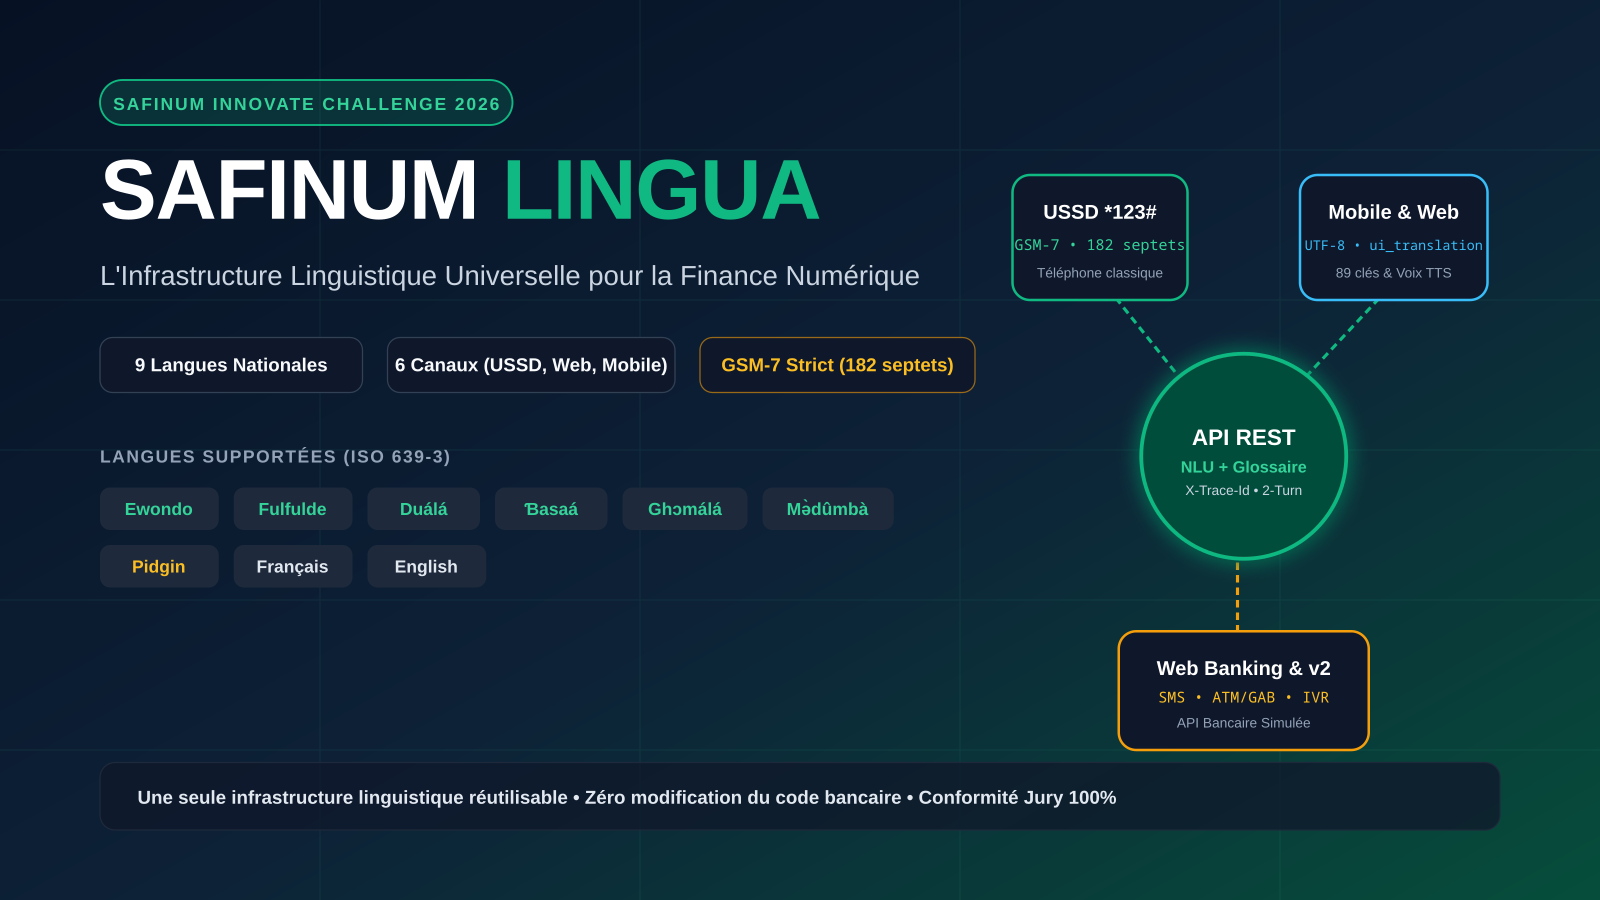 SAFINUM INNOVATE CHALLENGE 2026
SAFINUM LINGUA
L'Infrastructure Linguistique Universelle pour la Finance Numérique
9 Langues Nationales
6 Canaux (USSD, Web, Mobile)
GSM-7 Strict (182 septets)
LANGUES SUPPORTÉES (ISO 639-3)
Ewondo
Fulfulde
Duálá
Ɓasaá
Ghɔmálá
Mə̀dûmbà
Pidgin
Français
English
USSD *123#
GSM-7 • 182 septets
Téléphone classique
Mobile & Web
UTF-8 • ui_translation
89 clés & Voix TTS
API REST
NLU + Glossaire
X-Trace-Id • 2-Turn
Web Banking & v2
SMS • ATM/GAB • IVR
API Bancaire Simulée
Une seule infrastructure linguistique réutilisable • Zéro modification du code bancaire • Conformité Jury 100%